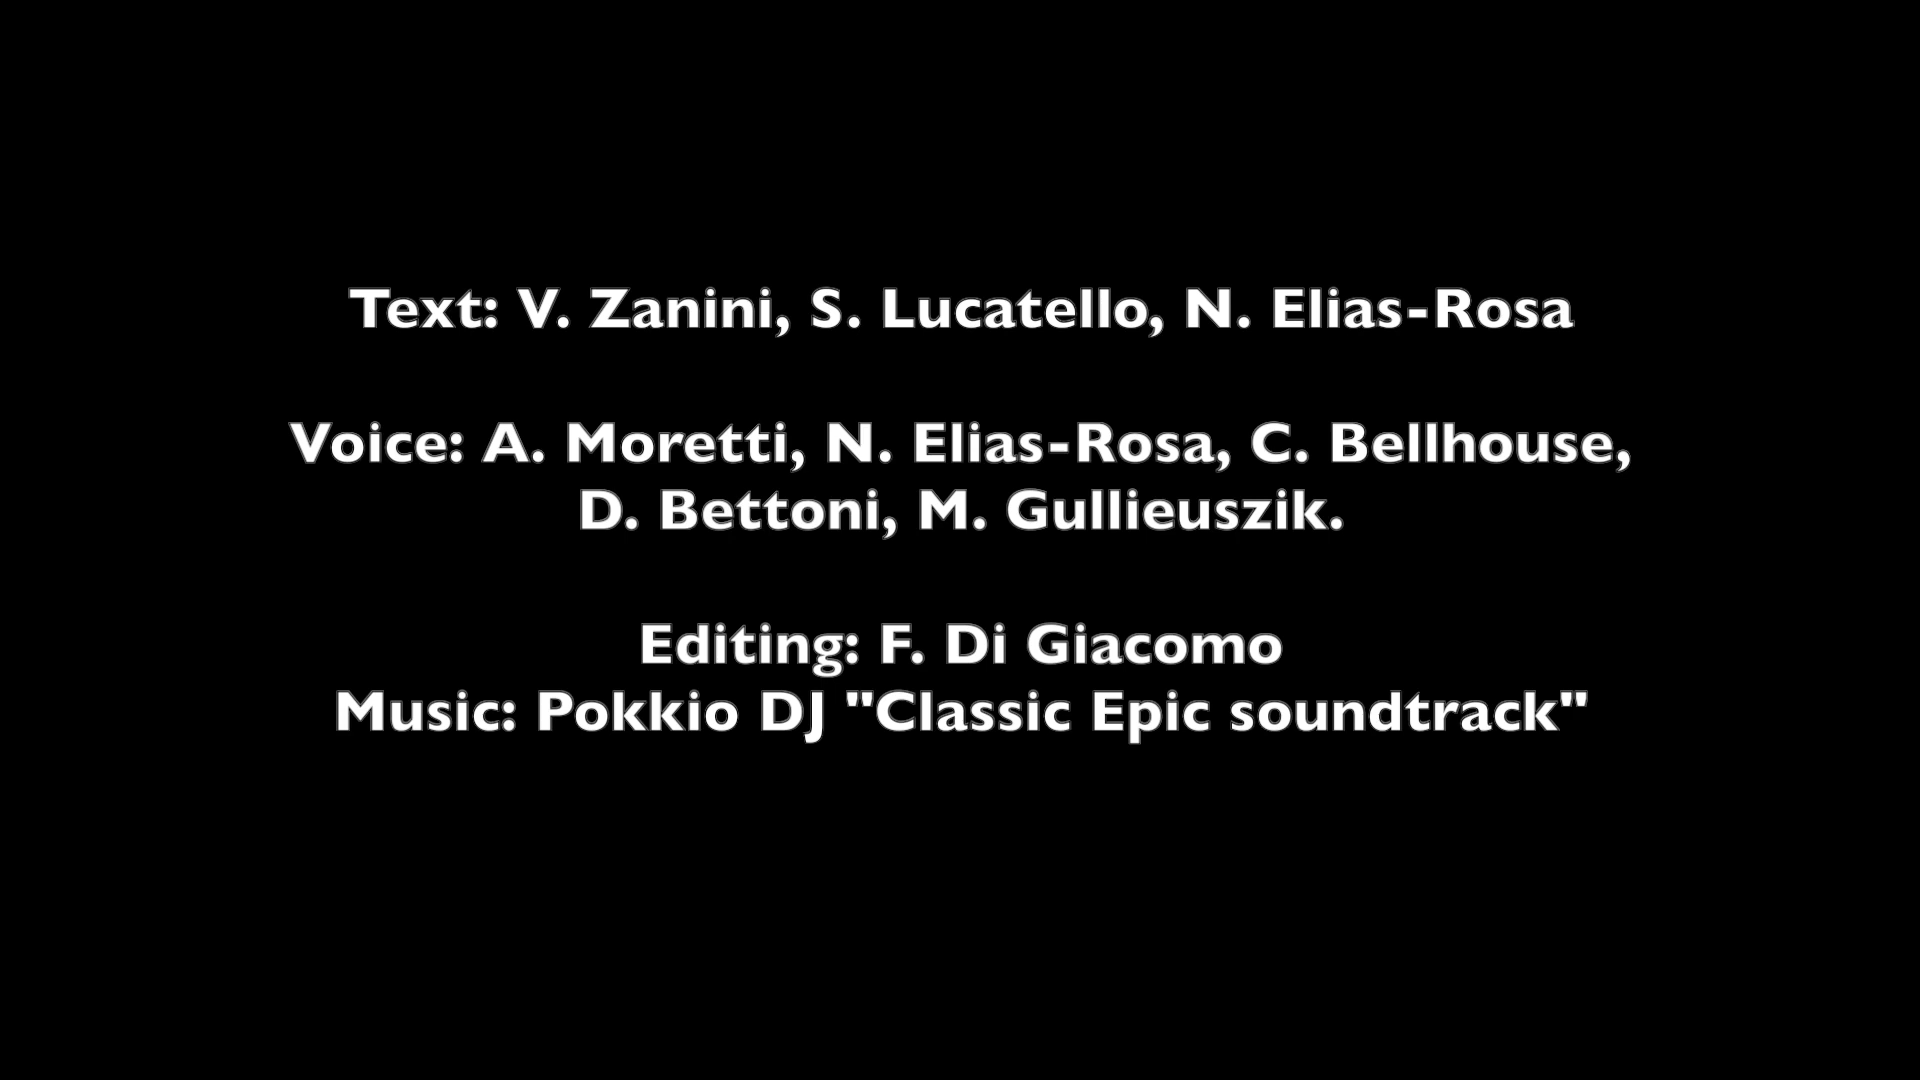 Text: V. Zanini, S. Lucatello, N. Elias-Rosa
Voice: A. Moretti, N. Elias-Rosa, C. Bellhouse,
D. Bettoni, M. Gullieuszik.
Editing: F. Di Giacomo
Music: Pokkio DJ "Classic Epic soundtrack"